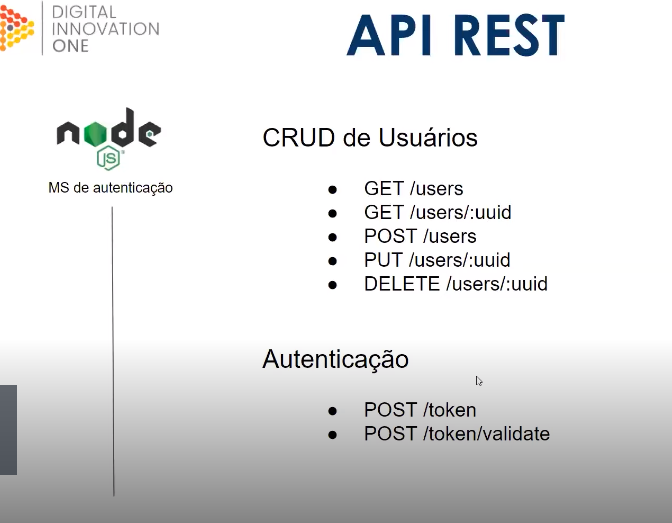 DIGITAL
INNOVATION
ONE
API REST
node
JS
MS de autenticação
CRUD de Usuários
● GET /users
● GET /users/:uuid
● POST /users
● PUT /users/:uuid
● DELETE /users/:uuid
Autenticação
● POST /token
● POST /token/validate